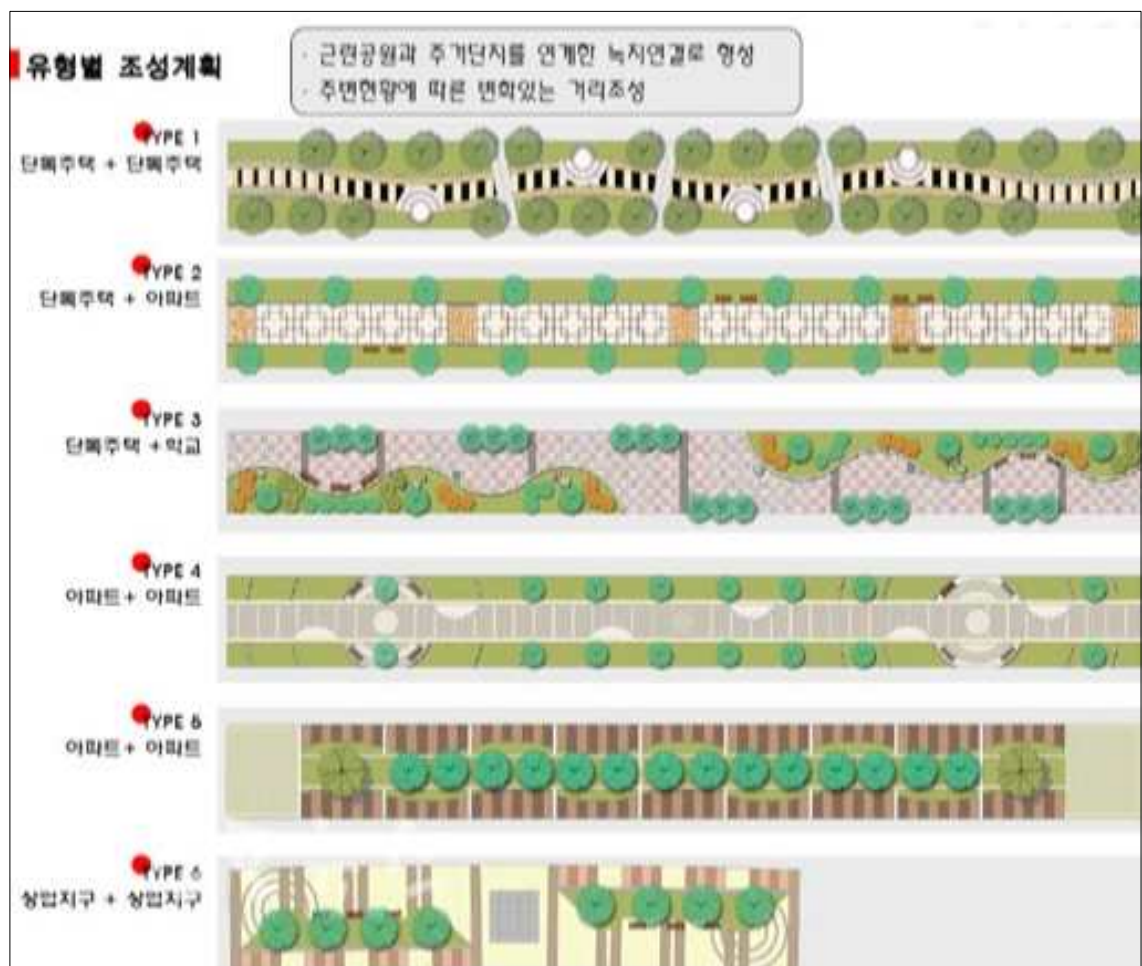 유형별 조성계획
· 근린공원과 주거단지를 연계한 녹지연결로 형성
· 주변현황에 따른 변화있는 거리조성
TYPE 1
단독주택 + 단독주택
TYPE 2
단독주택 + 아파트
TYPE 3
단독주택 +학교
TYPE 4
아파트+ 아파트
TYPE 5
아파트+ 아파트
TYPE 6
상업지구 + 상업지구